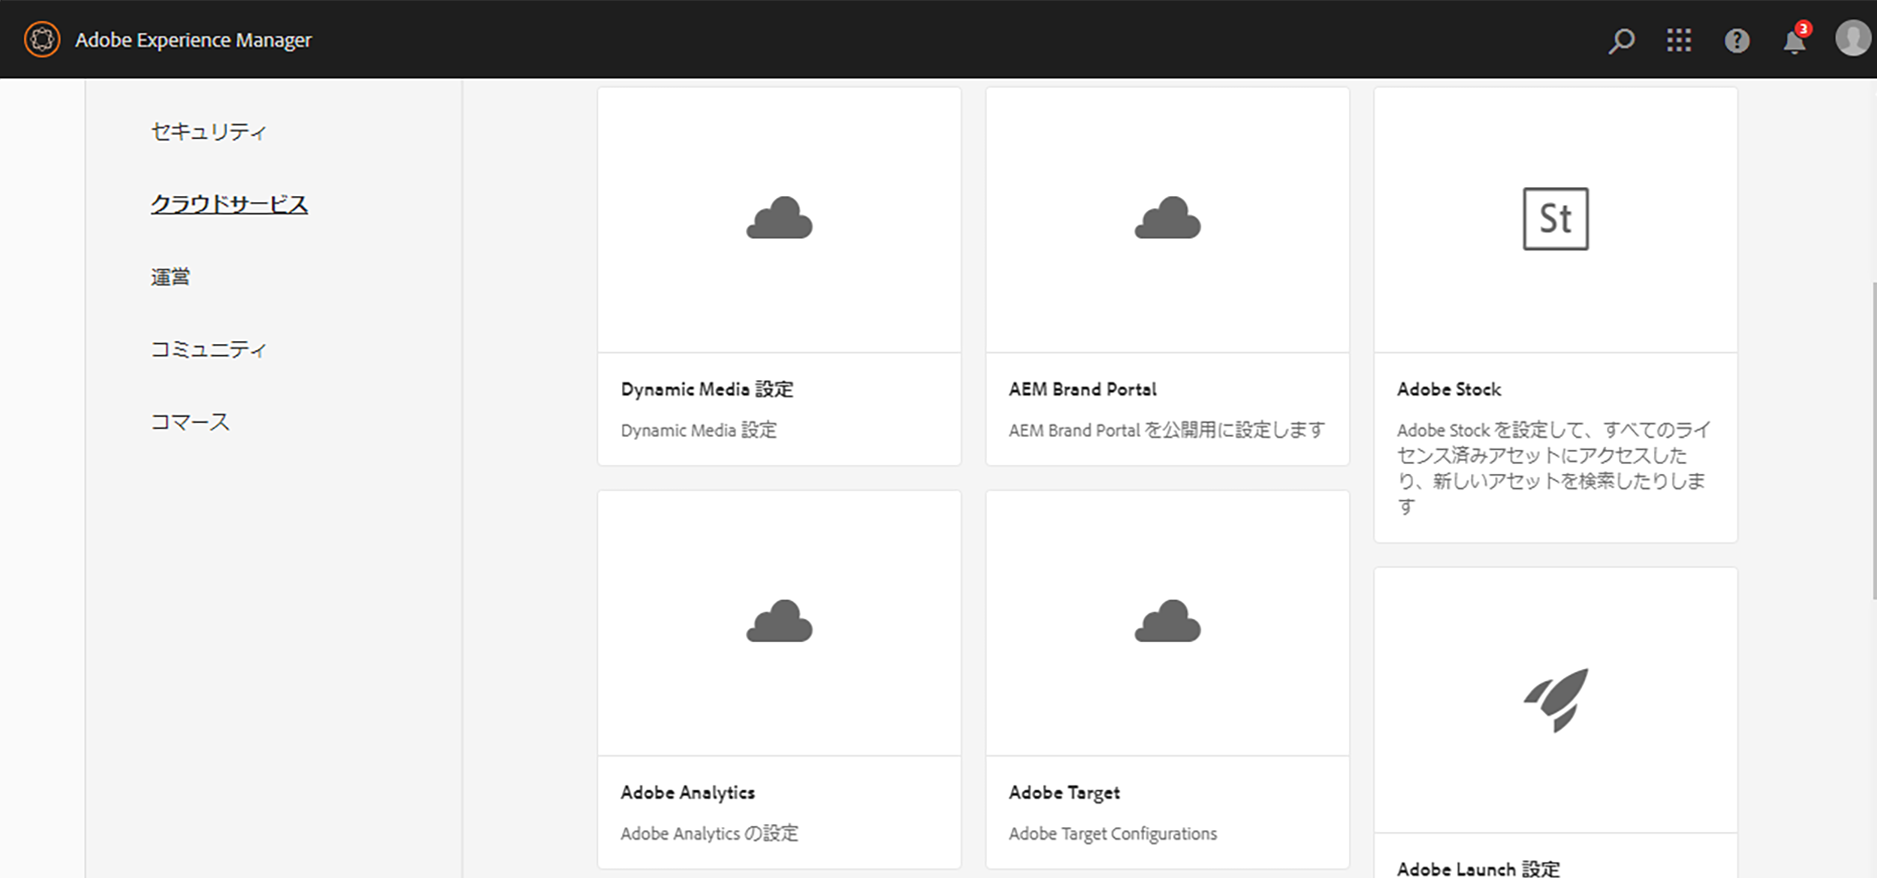 Adobe Experience Manager
3
セキュリティ
クラウドサービス
運営
コミュニティ
コマース
Dynamic Media 設定
Dynamic Media 設定
AEM Brand Portal
AEM Brand Portal を公開用に設定します
St
Adobe Stock
Adobe Stock を設定して、すべてのライ
センス済みアセットにアクセスした
り、新しいアセットを検索したりしま
す
Adobe Analytics
Adobe Analytics の設定
Adobe Target
Adobe Target Configurations
Adobe Launch 設定